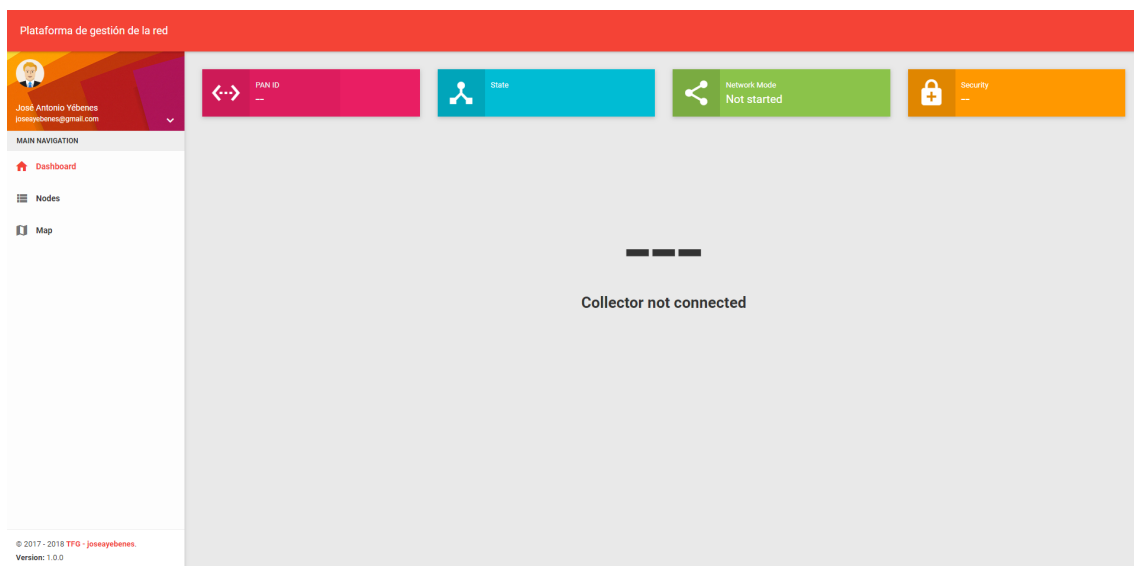 Plataforma de gestión de la red
José Antonio Yébenes
joseayebenes@gmail.com
MAIN NAVIGATION
Dashboard
Nodes
Map
PAN ID
--
State
Network Mode
Not started
Security
--
---
Collector not connected
© 2017 - 2018 TFG - joseayebenes.
Version: 1.0.0